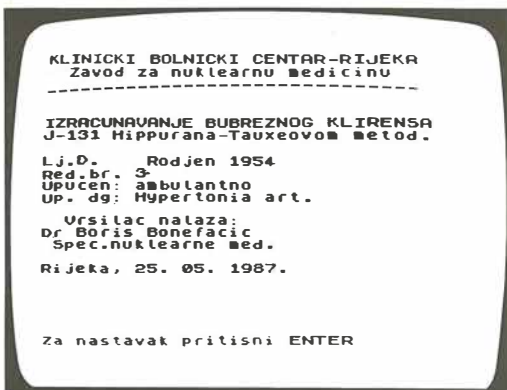 KLINICKI BOLNICKI CENTAR-RIJEKA
Zavod za nuklearnu medicinu
IZRACUNAVANJE BUBREZNOG KLIRENSA
J-131 Hippurana-Tauxeovom metod.
Lj.D. Rodjen 1954
Red.br. 3
Upucen: ambulantno
Up. dg: Hypertonia art.
Vrsilac nalaza:
Dr Boris Bonefacic
Spec.nuklearne med.
Rijeka, 25. 05. 1987.
Za nastavak pritisni ENTER